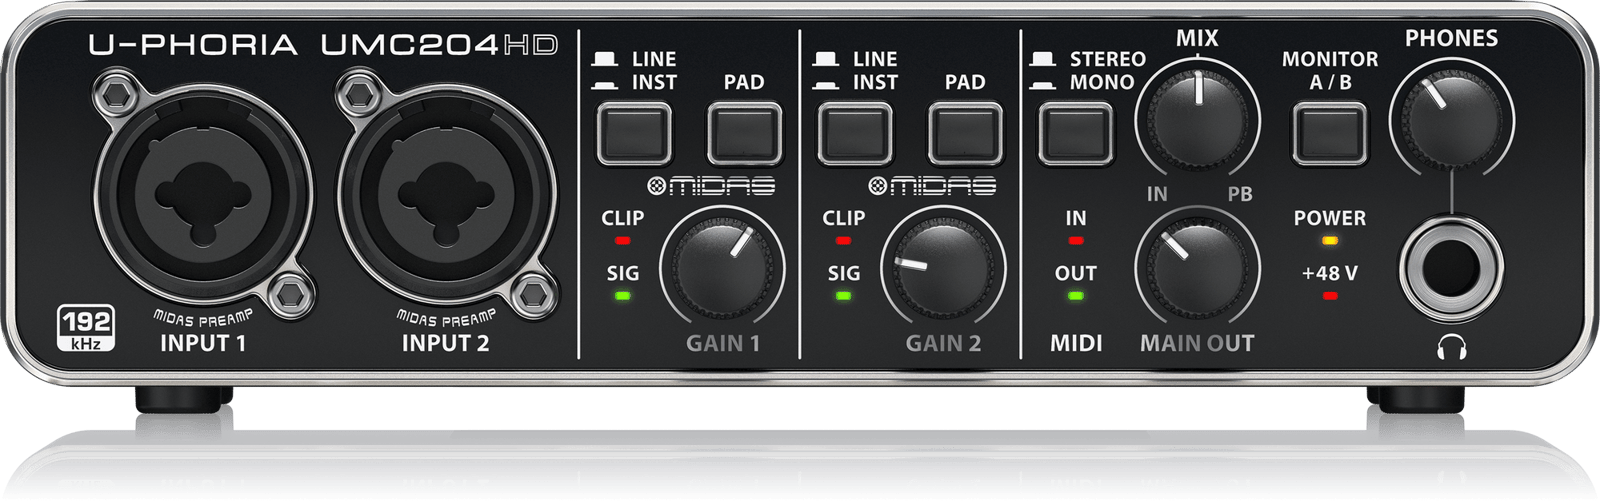 U-PHORIA UMC204HD
LINE
INST
PAD
LINE
INST
PAD
STEREO
MONO
MIX
MONITOR
A / B
PHONES
MIDAS
MIDAS
IN
PB
CLIP
SIG
CLIP
SIG
IN
OUT
POWER
+48 V
192
kHz
MIDAS PREAMP
INPUT 1
MIDAS PREAMP
INPUT 2
GAIN 1
GAIN 2
MIDI
MAIN OUT